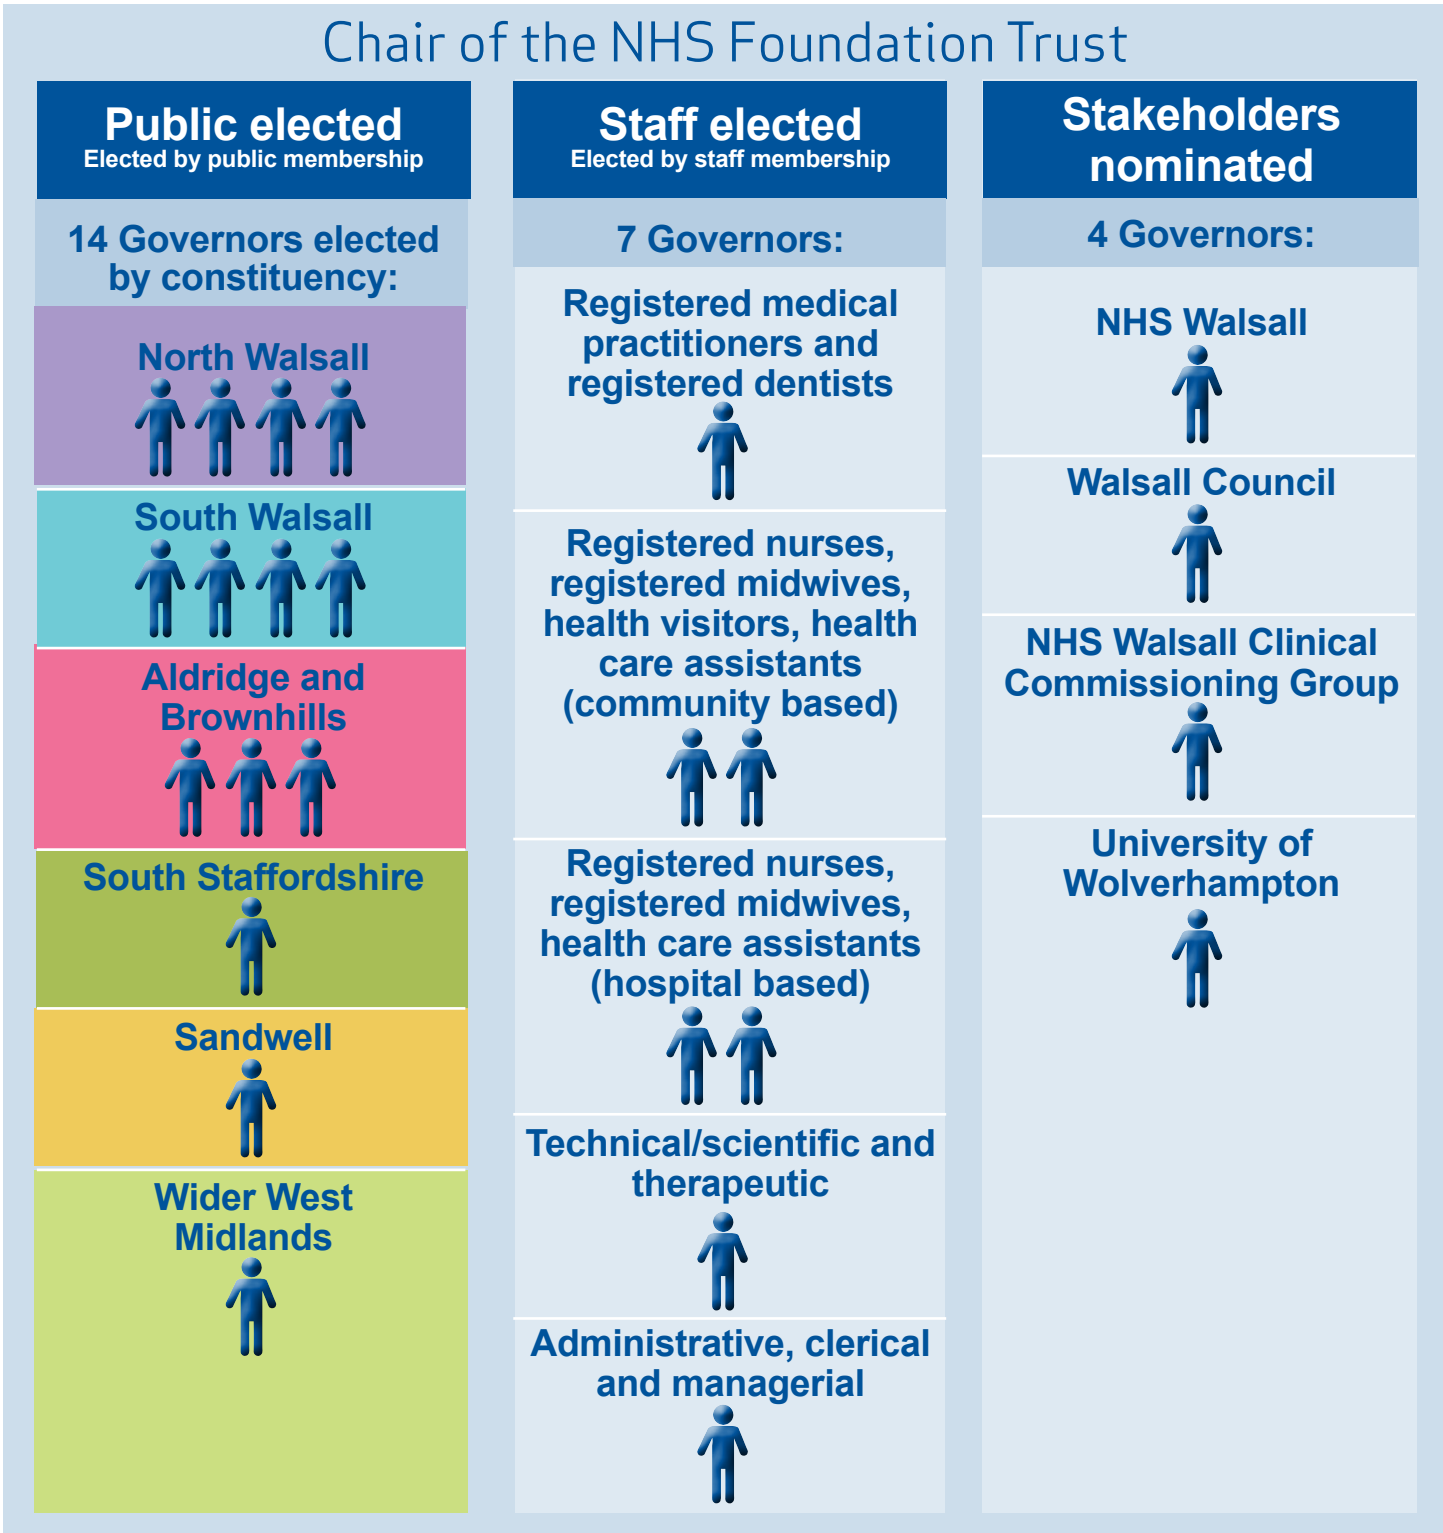 Chair of the NHS Foundation Trust
Public elected
Elected by public membership
14 Governors elected
by constituency:
North Walsall
South Walsall
Aldridge and
Brownhills
South Staffordshire
Sandwell
Wider West
Midlands
Staff elected
Elected by staff membership
7 Governors:
Registered medical
practitioners and
registered dentists
Registered nurses,
registered midwives,
health visitors, health
care assistants
(community based)
Registered nurses,
registered midwives,
health care assistants
(hospital based)
Technical/scientific and
therapeutic
Administrative, clerical
and managerial
Stakeholders
nominated
4 Governors:
NHS Walsall
Walsall Council
NHS Walsall Clinical
Commissioning Group
University of
Wolverhampton